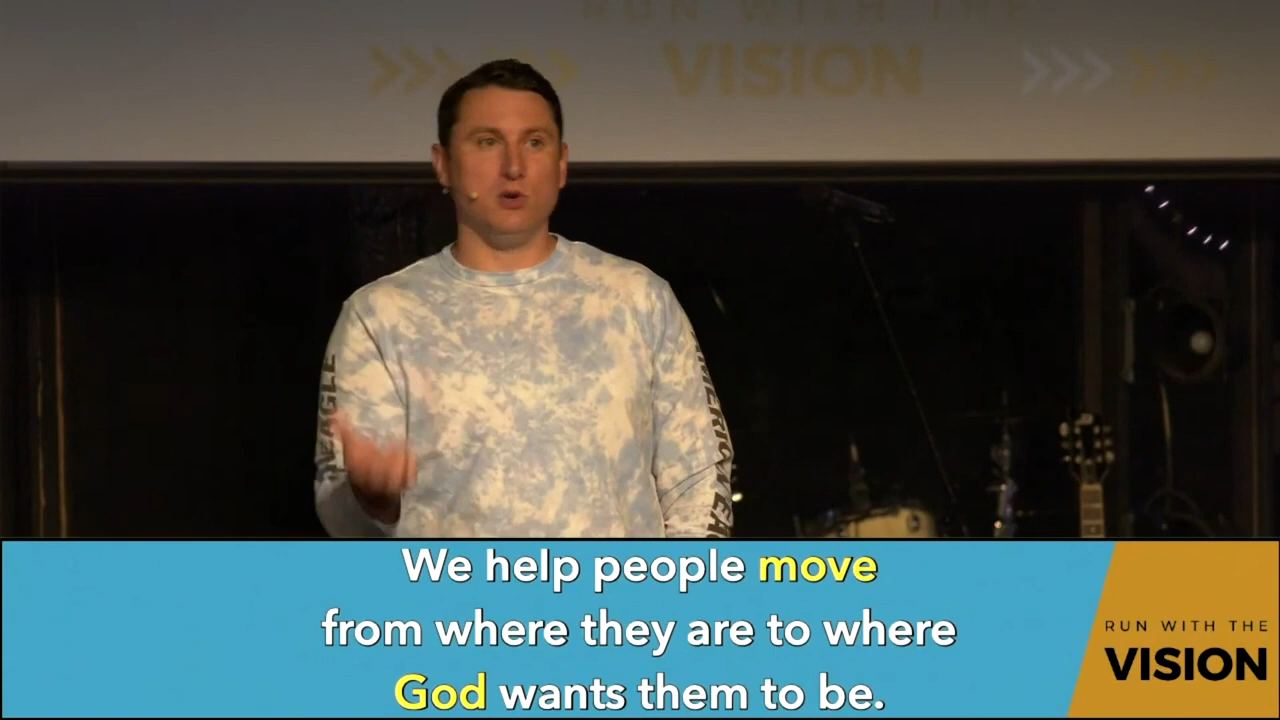 RUN WITH THE
VISION
EAGLE
We help people move
from where they are to where
God wants them to be.
RUN WITH THE
VISION